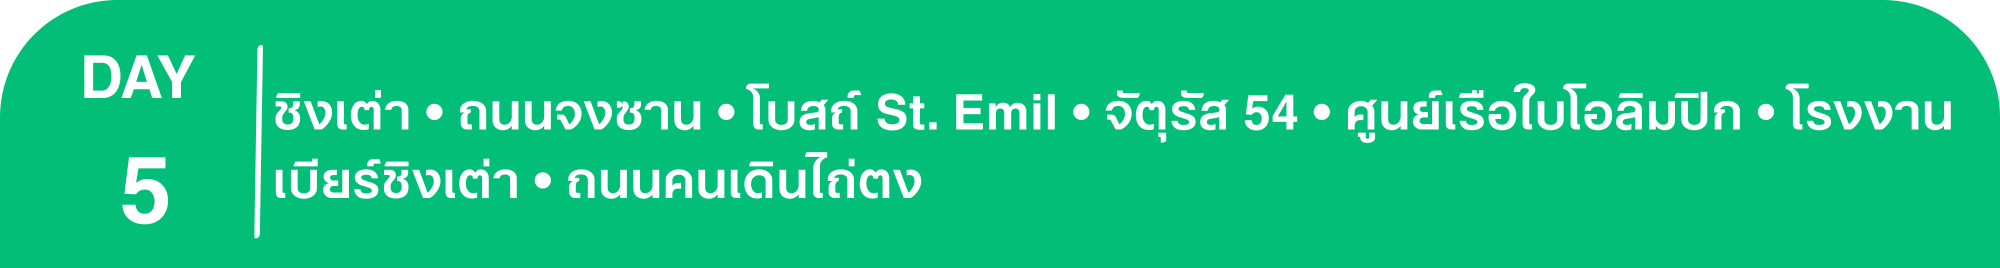 DAY
5
ชิงเต่า • ถนนจงซาน • โบสถ์ St. Emil • จัตุรัส 54 • ศูนย์เรือใบโอลิมปิก • โรงงาน
เบียร์ชิงเต่า • ถนนคนเดินไถ่ตง